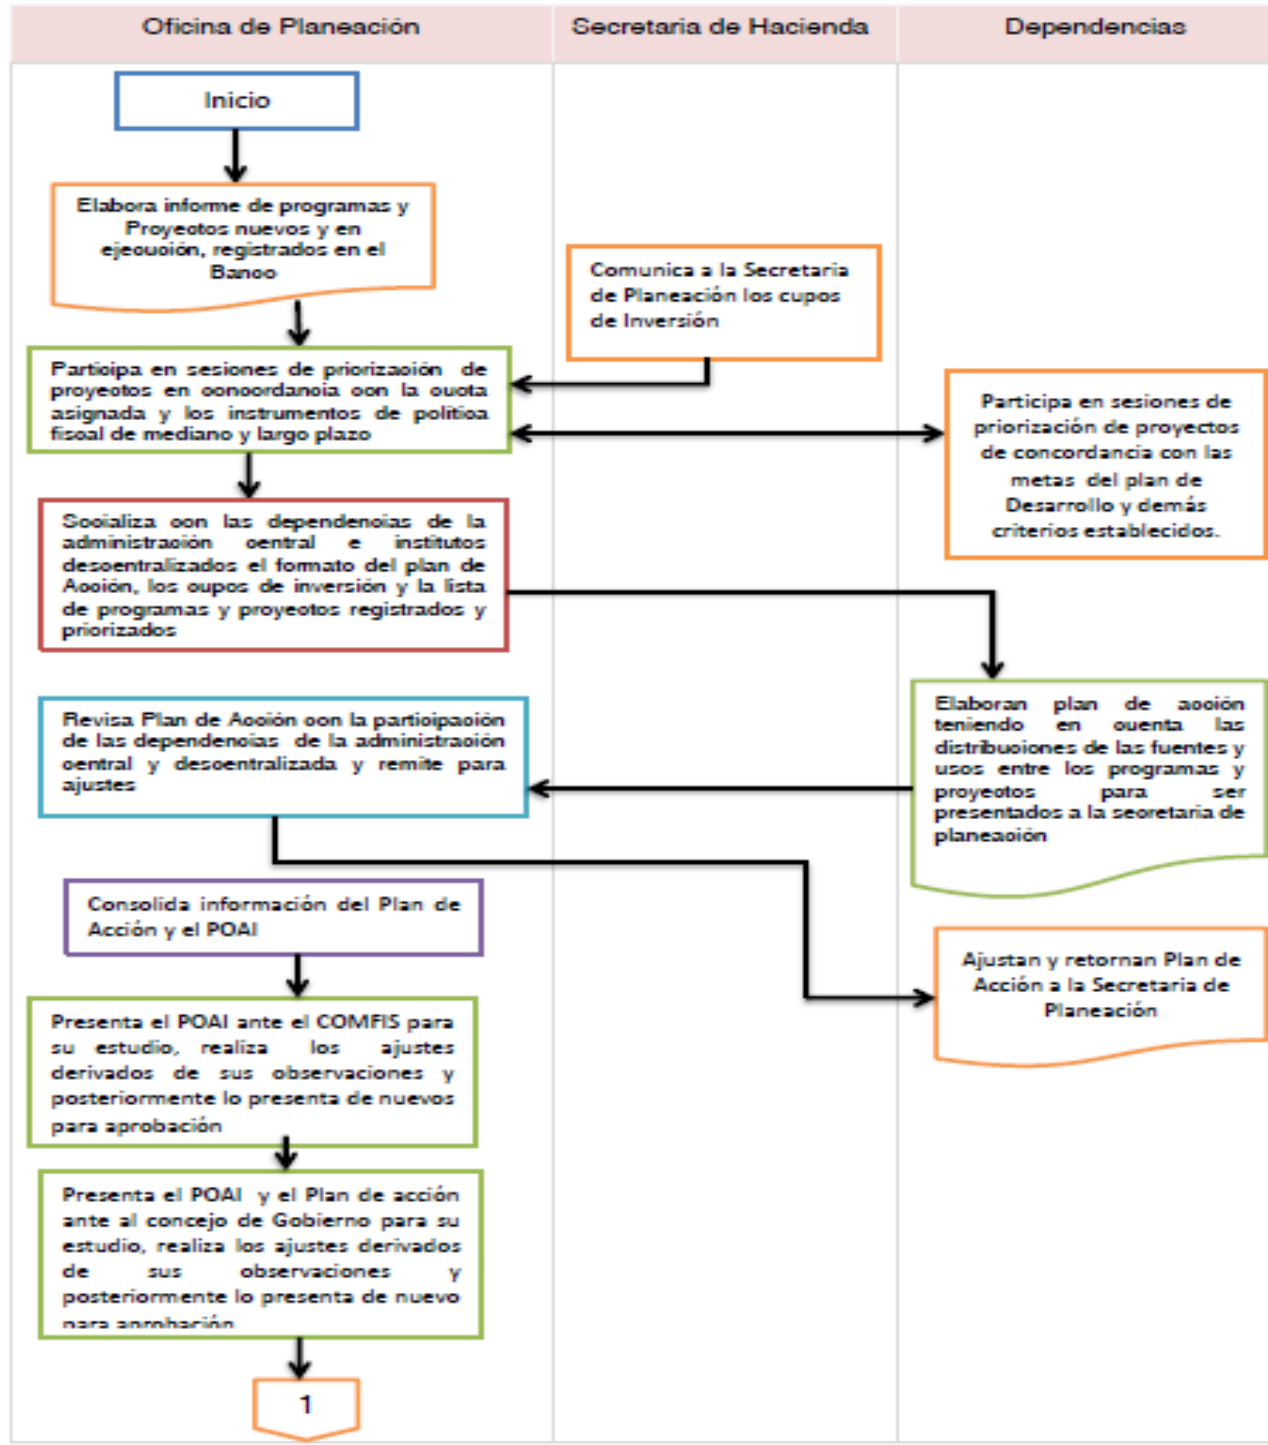 Oficina de Planeación
Secretaria de Hacienda
Dependencias
Inicio
Elabora informe de programas y
Proyectos nuevos y en
ejecución, registrados en el
Banco
Comunica a la Secretaria
de Planeación los cupos
de Inversión
Participa en sesiones de priorización de
proyectos en concordancia con la cuota
asignada y los instrumentos de política
fiscal de mediano y largo plazo
Participa en sesiones de
priorización de proyectos
de concordancia con las
metas del plan de
Desarrollo y demás
criterios establecidos.
Socializa con las dependencias de la
administración central e institutos
descentralizados el formato del plan de
Acción, los cupos de inversión y la lista
de programas y proyectos registrados y
priorizados
Elaboran plan de acción
teniendo en cuenta las
distribuciones de las fuentes y
usos entre los programas y
proyectos para ser
presentados a la secretaria de
planeación
Revisa Plan de Acción con la participación
de las dependencias de la administración
central y descentralizada y remite para
ajustes
Consolida información del Plan de
Acción y el POAI
Ajustan y retornan Plan de
Acción a la Secretaria de
Planeación
Presenta el POAI ante el COMFIS para
su estudio, realiza los ajustes
derivados de sus observaciones y
posteriormente lo presenta de nuevos
para aprobación
Presenta el POAI y el Plan de acción
ante al concejo de Gobierno para su
estudio, realiza los ajustes derivados
de sus observaciones y
posteriormente lo presenta de nuevo
para aprobación
1